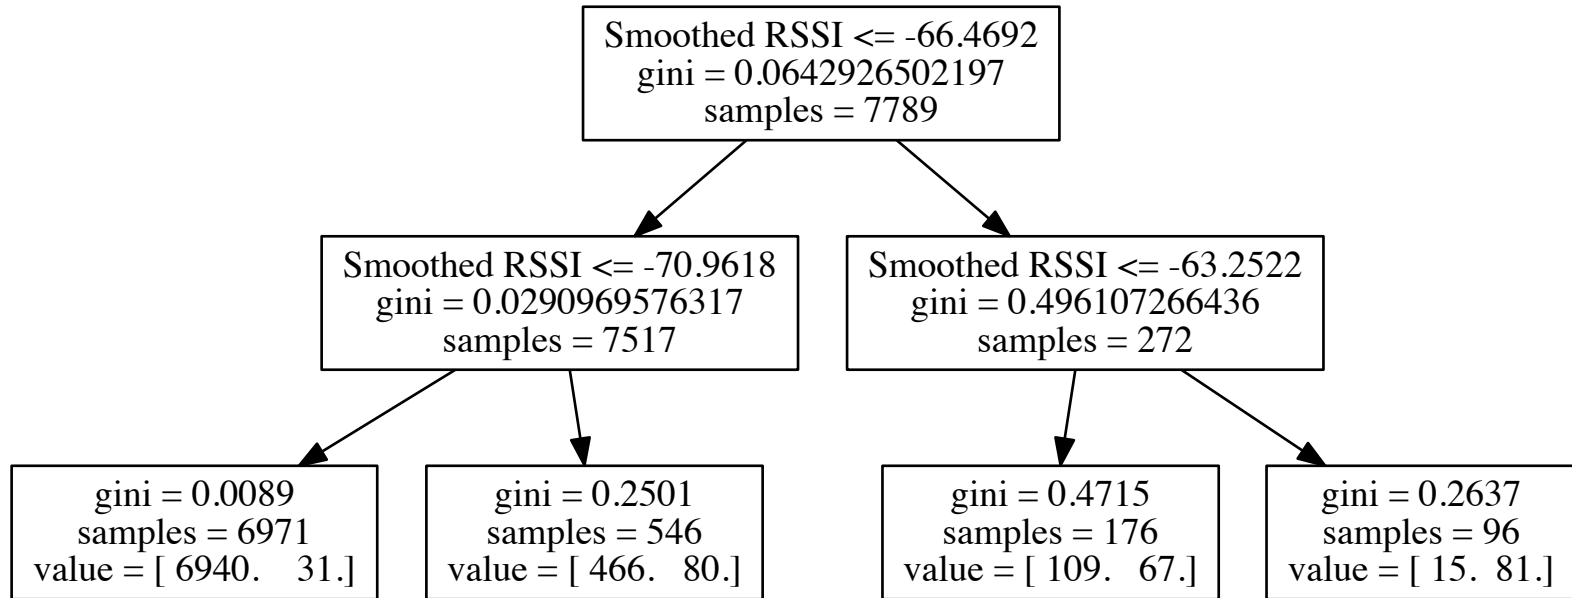 Smoothed RSSI <= -66.4692
gini = 0.0642926502197
samples = 7789
Smoothed RSSI <= -70.9618
gini = 0.0290969576317
samples = 7517
Smoothed RSSI <= -63.2522
gini = 0.496107266436
samples = 272
gini = 0.0089
samples = 6971
value = [ 6940.    31.]
gini = 0.2501
samples = 546
value = [ 466.   80.]
gini = 0.4715
samples = 176
value = [ 109.   67.]
gini = 0.2637
samples = 96
value = [ 15.  81.]